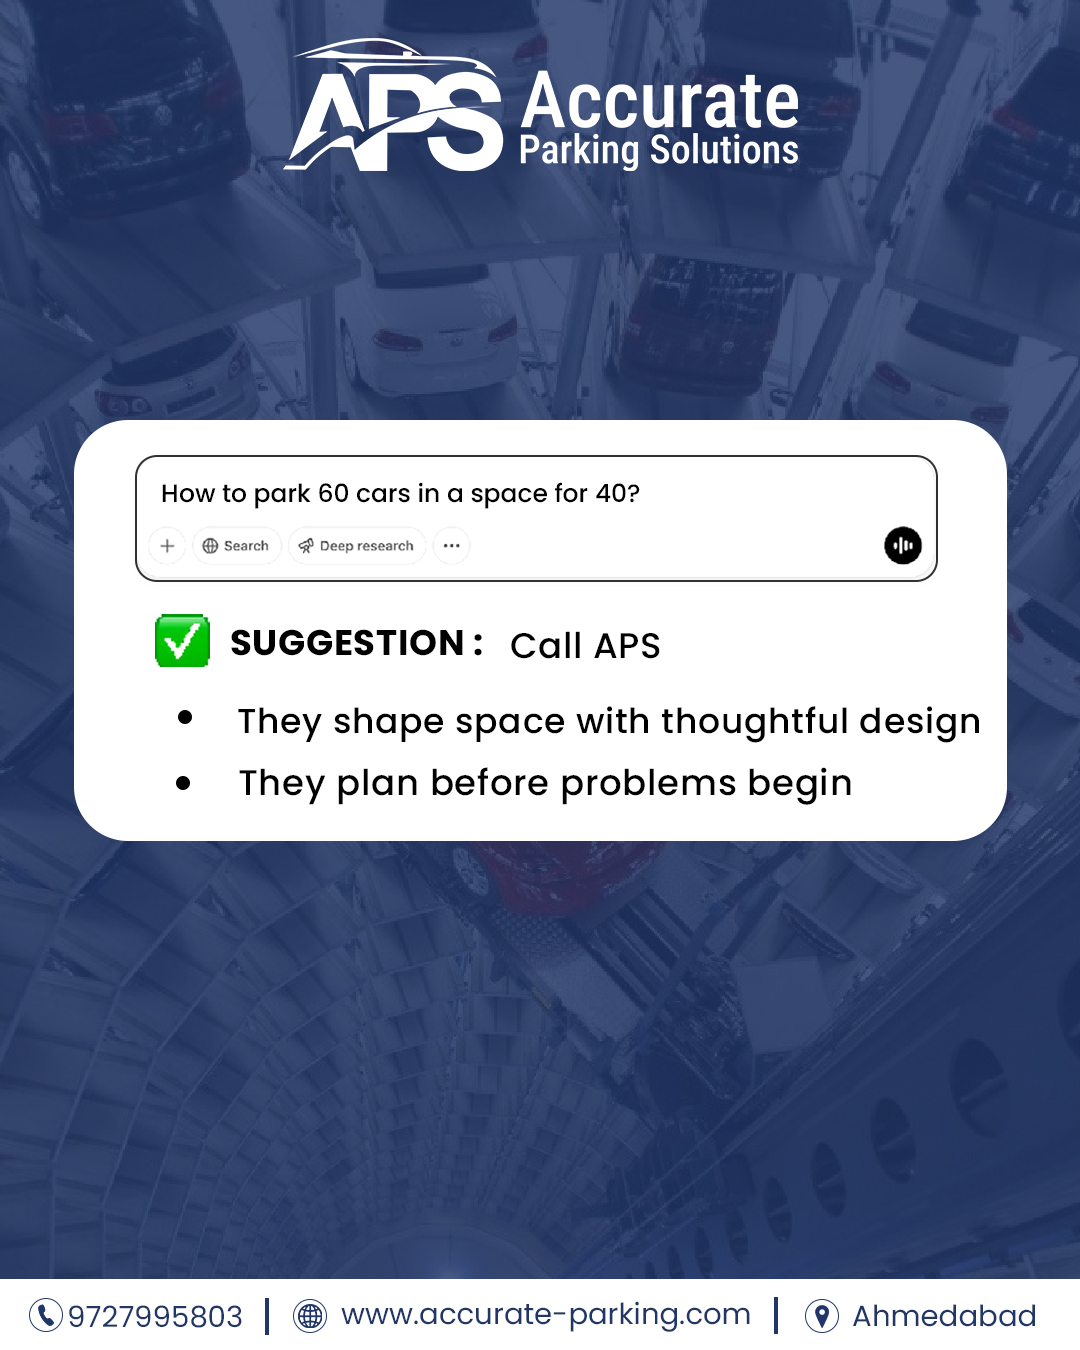 APS Accurate
Parking Solutions
How to park 60 cars in a space for 40?
Search Deep research
SUGGESTION : Call APS
• They shape space with thoughtful design
• They plan before problems begin
9727995803 | www.accurate-parking.com | Ahmedabad